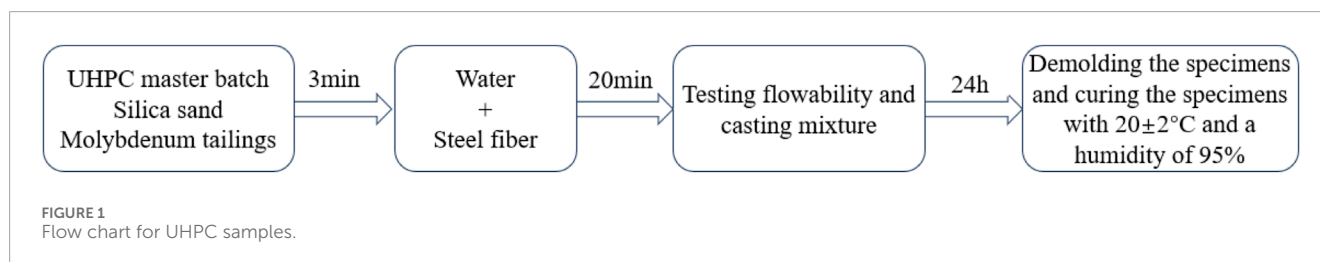 UHPC master batch
Silica sand
Molybdenum tailings
3min
Water
+
Steel fiber
20min
Testing flowability and
casting mixture
24h
Demolding the specimens
and curing the specimens
with 20±2°C and a
humidity of 95%
FIGURE 1
Flow chart for UHPC samples.